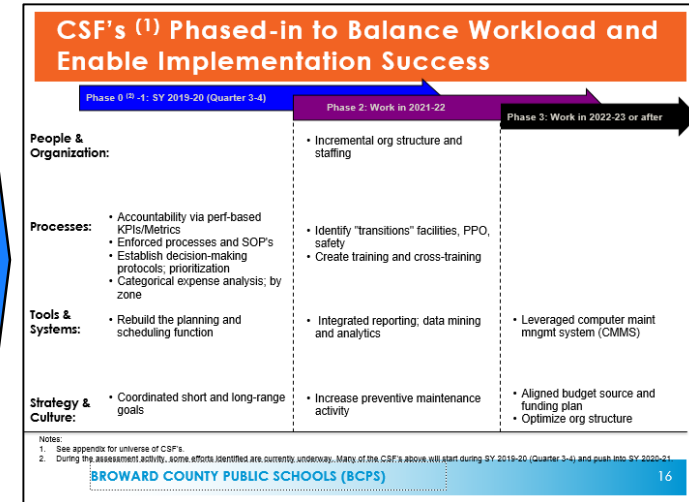 CSF's (1) Phased-in to Balance Workload and
Enable Implementation Success
Phase 0 (2) -1: SY 2019-20 (Quarter 3-4)
Phase 2: Work in 2021-22
Phase 3: Work in 2022-23 or after
People &
Organization:
• Incremental org structure and
staffing
Processes:
• Accountability via perf-based
KPIs/Metrics
• Enforced processes and SOP's
• Establish decision-making
protocols; prioritization
• Categorical expense analysis; by
zone
• Identify "transitions" facilities, PPO,
safety
• Create training and cross-training
Tools &
Systems:
• Rebuild the planning and
scheduling function
• Integrated reporting; data mining
and analytics
• Leveraged computer maint
mngmt system (CMMS)
Strategy &
Culture:
• Coordinated short and long-range
goals
• Increase preventive maintenance
activity
• Aligned budget source and
funding plan
• Optimize org structure
Notes:
1. See appendix for universe of CSF's.
2. During the assessment activity, some efforts identified are currently underway. Many of the CSF's above will start during SY 2019-20 (Quarter 3-4) and push into SY 2020-21.
BROWARD COUNTY PUBLIC SCHOOLS (BCPS)
16